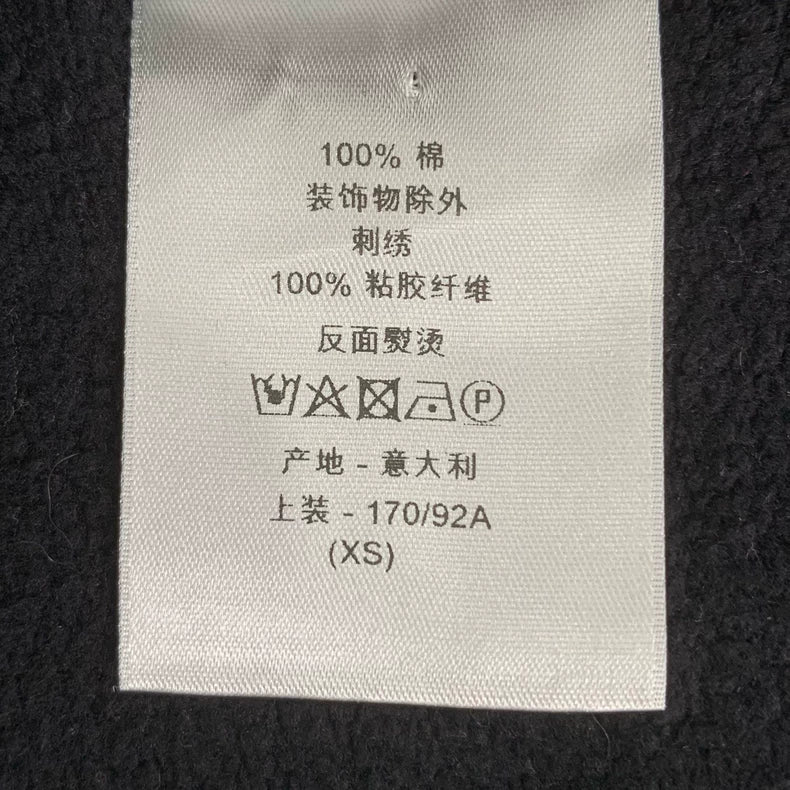 100% 棉
装饰物除外
刺绣
100% 粘胶纤维
反面熨烫
P
产地 - 意大利
上装 - 170/92A
(XS)